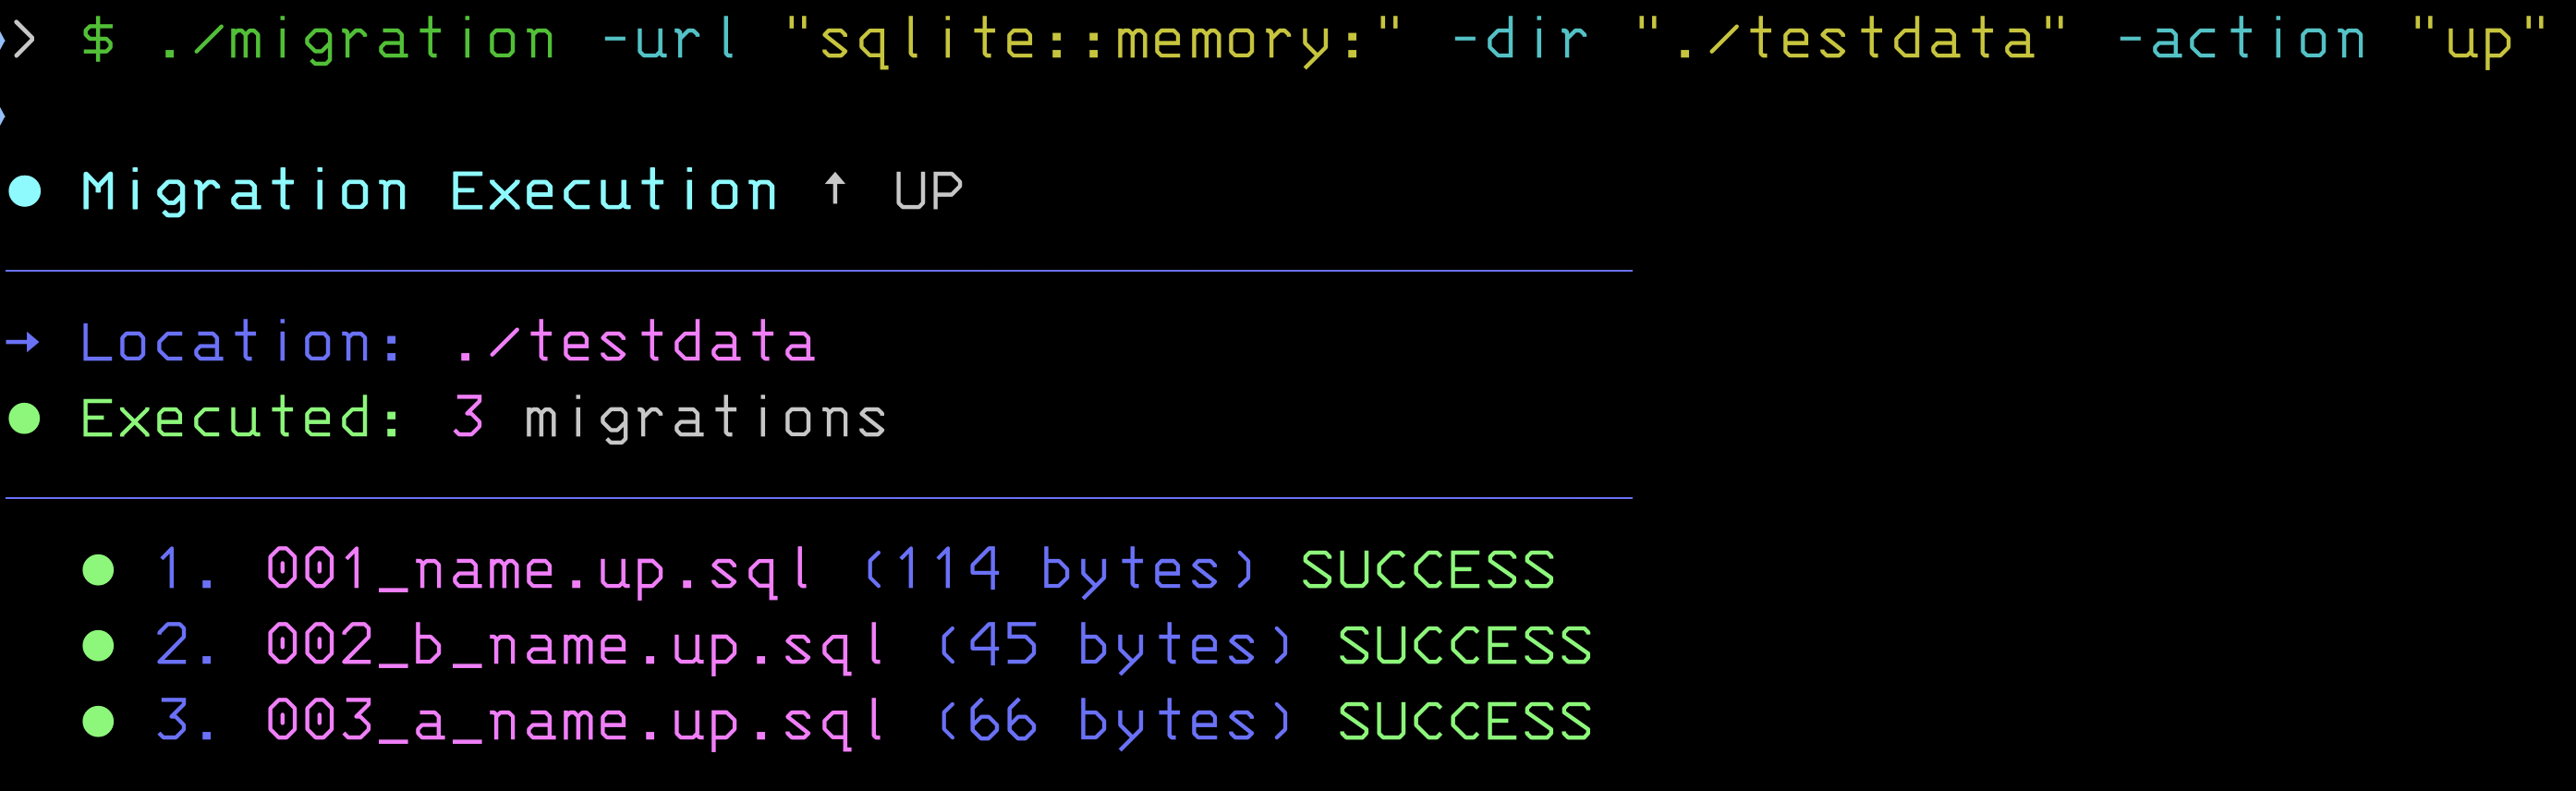 > $ ./migration -url "sqlite::memory:" -dir "./testdata" -action "up"
● Migration Execution ↑ UP
→ Location: ./testdata
● Executed: 3 migrations
● 1. 001_name.up.sql (114 bytes) SUCCESS
● 2. 002_b_name.up.sql (45 bytes) SUCCESS
● 3. 003_a_name.up.sql (66 bytes) SUCCESS